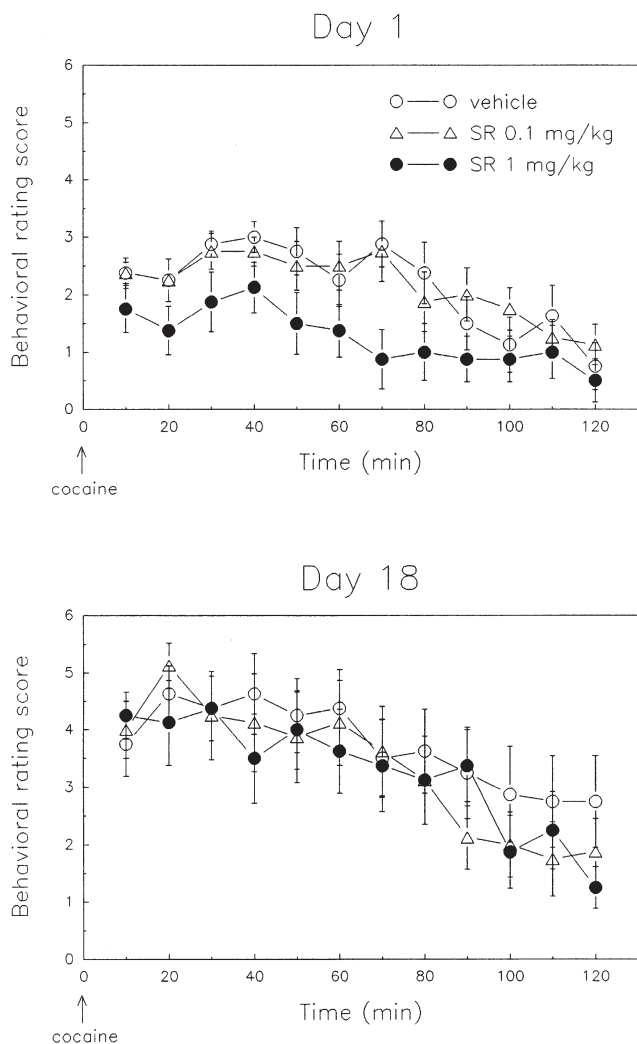 Day 1
6
5
4
3
2
1
0
Behavioral rating score
vehicle
SR 0.1 mg/kg
SR 1 mg/kg
0 20 40 60 80 100 120
Time (min)
cocaine
Day 18
6
5
4
3
2
1
0
Behavioral rating score
0 20 40 60 80 100 120
Time (min)
cocaine